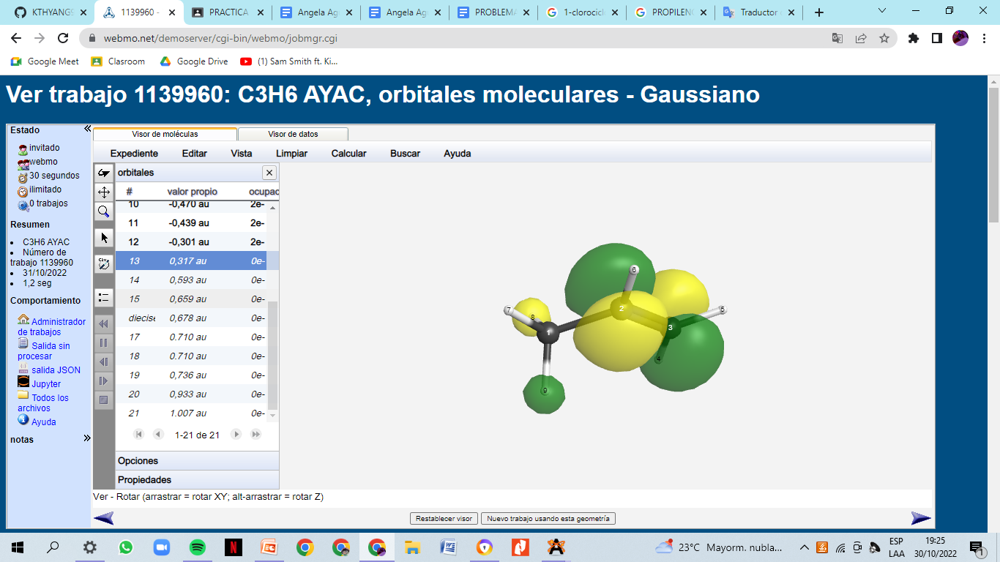 KTHYANG
1139960 -
PRACTICA
Angela Ag
Angela Ag
PROBLEMA
1-clorocicl
PROPILENO
Traductor
webmo.net/demoserver/cgi-bin/webmo/jobmgr.cgi
Google Meet
Clasroom
Google Drive
(1) Sam Smith ft. Ki...
Ver trabajo 1139960: C3H6 AYAC, orbitales moleculares - Gaussiano
Estado
invitado
webmo
30 segundos
ilimitado
0 trabajos
Resumen
C3H6 AYAC
Número de
trabajo 1139960
31/10/2022
1,2 seg
Comportamiento
Administrador
de trabajos
Salida sin
procesar
salida JSON
Jupyter
Todos los
archivos
Ayuda
notas
Visor de moléculas
Visor de datos
Expediente Editar Vista Limpiar Calcular Buscar Ayuda
orbitales
# valor propio ocupac
10 -0,470 au 2e-
11 -0,439 au 2e-
12 -0,301 au 2e-
13 0,317 au 0e-
14 0,593 au 0e-
15 0,659 au 0e-
diecise 0,678 au 0e-
17 0.710 au 0e-
18 0.710 au 0e-
19 0,736 au 0e-
20 0,933 au 0e-
21 1.007 au 0e-
1-21 de 21
Opciones
Propiedades
6
2
5
7
8
1
3
4
9
Ver - Rotar (arrastrar = rotar XY; alt-arrastrar = rotar Z)
Restablecer visor
Nuevo trabajo usando esta geometría
23°C Mayorm. nubla...
ESP
LAA
19:25
30/10/2022
1